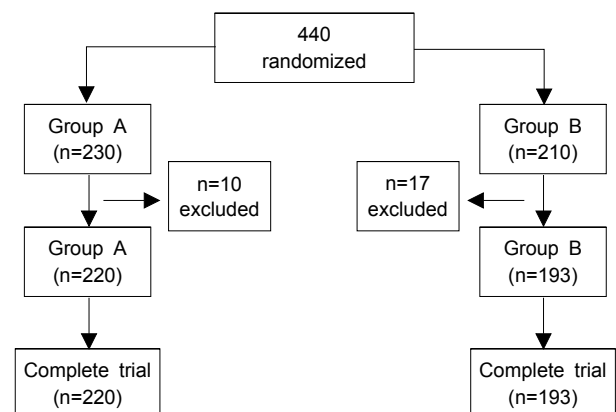 440
randomized
Group A
(n=230)
Group B
(n=210)
n=10
excluded
n=17
excluded
Group A
(n=220)
Group B
(n=193)
Complete trial
(n=220)
Complete trial
(n=193)